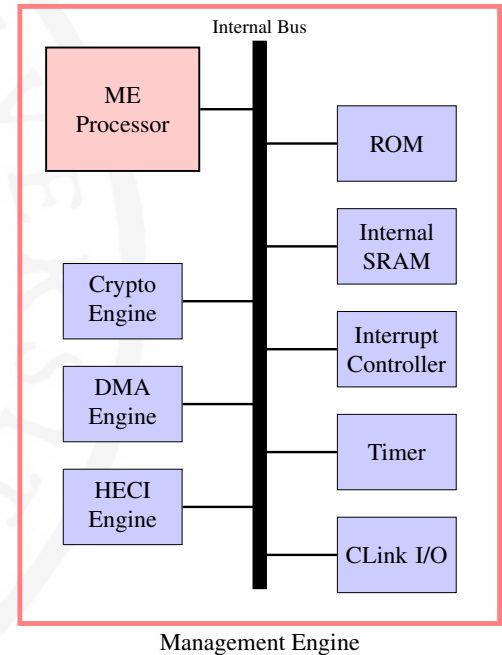 Internal Bus
ME
Processor
ROM
Internal
SRAM
Crypto
Engine
Interrupt
Controller
DMA
Engine
Timer
HECI
Engine
CLink I/O
Management Engine